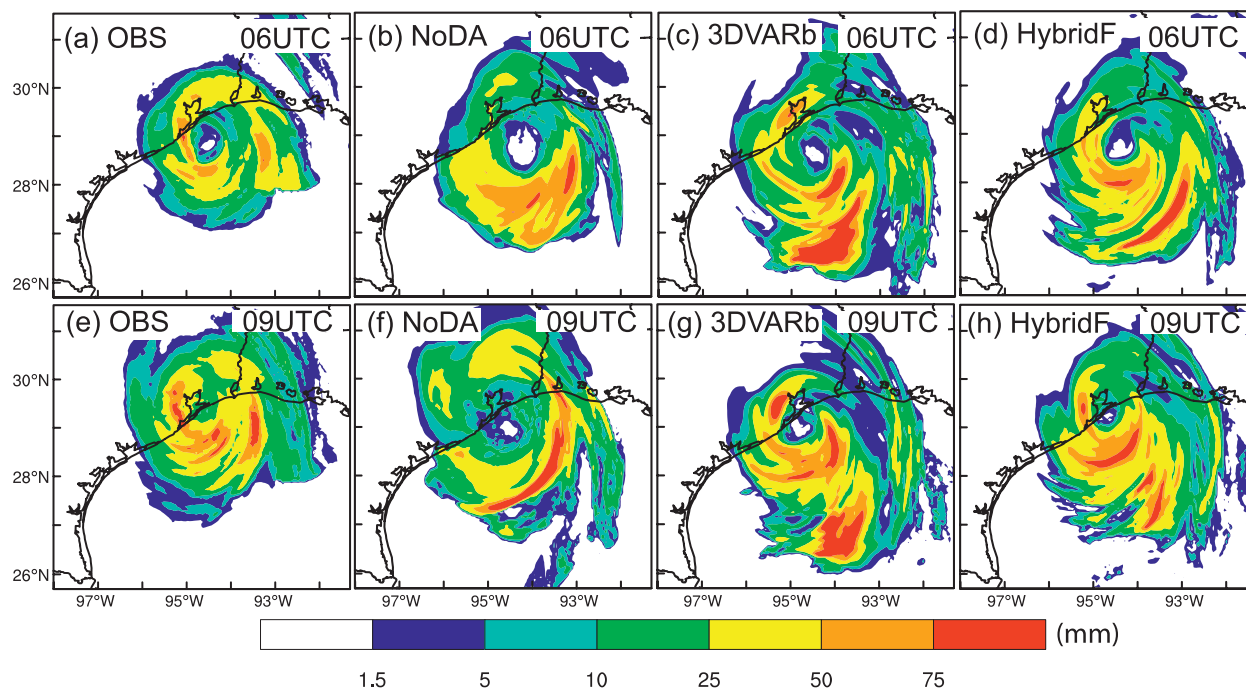 (a) OBS 06UTC (b) NoDA 06UTC (c) 3DVARb 06UTC (d) HybridF 06UTC
30°N
28°N
26°N
(e) OBS 09UTC (f) NoDA 09UTC (g) 3DVARb 09UTC (h) HybridF 09UTC
30°N
28°N
26°N
97°W 95°W 93°W 97°W 95°W 93°W 97°W 95°W 93°W 97°W 95°W 93°W
(mm)
1.5 5 10 25 50 75